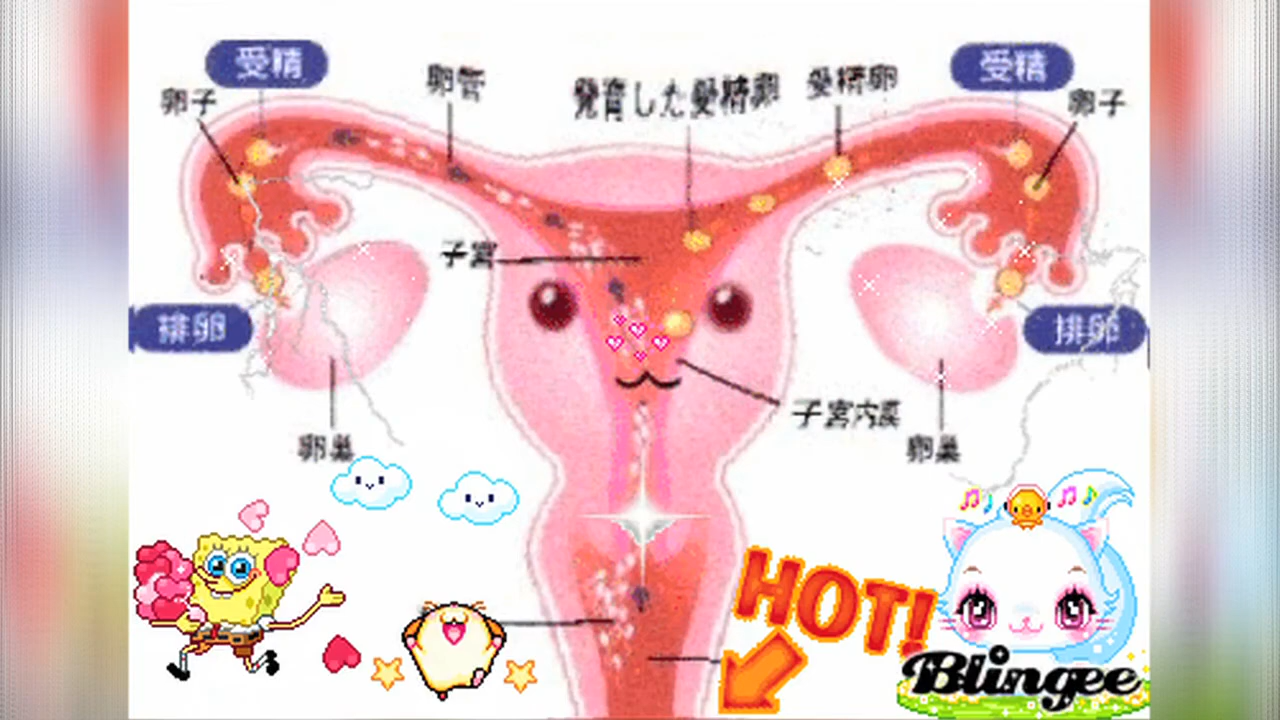 受精
卵子
卵管
発育した受精卵
受精卵
受精
卵子
子宮
排卵
排卵
子宮内膜
卵巣
卵巣
HOT!
Blingee